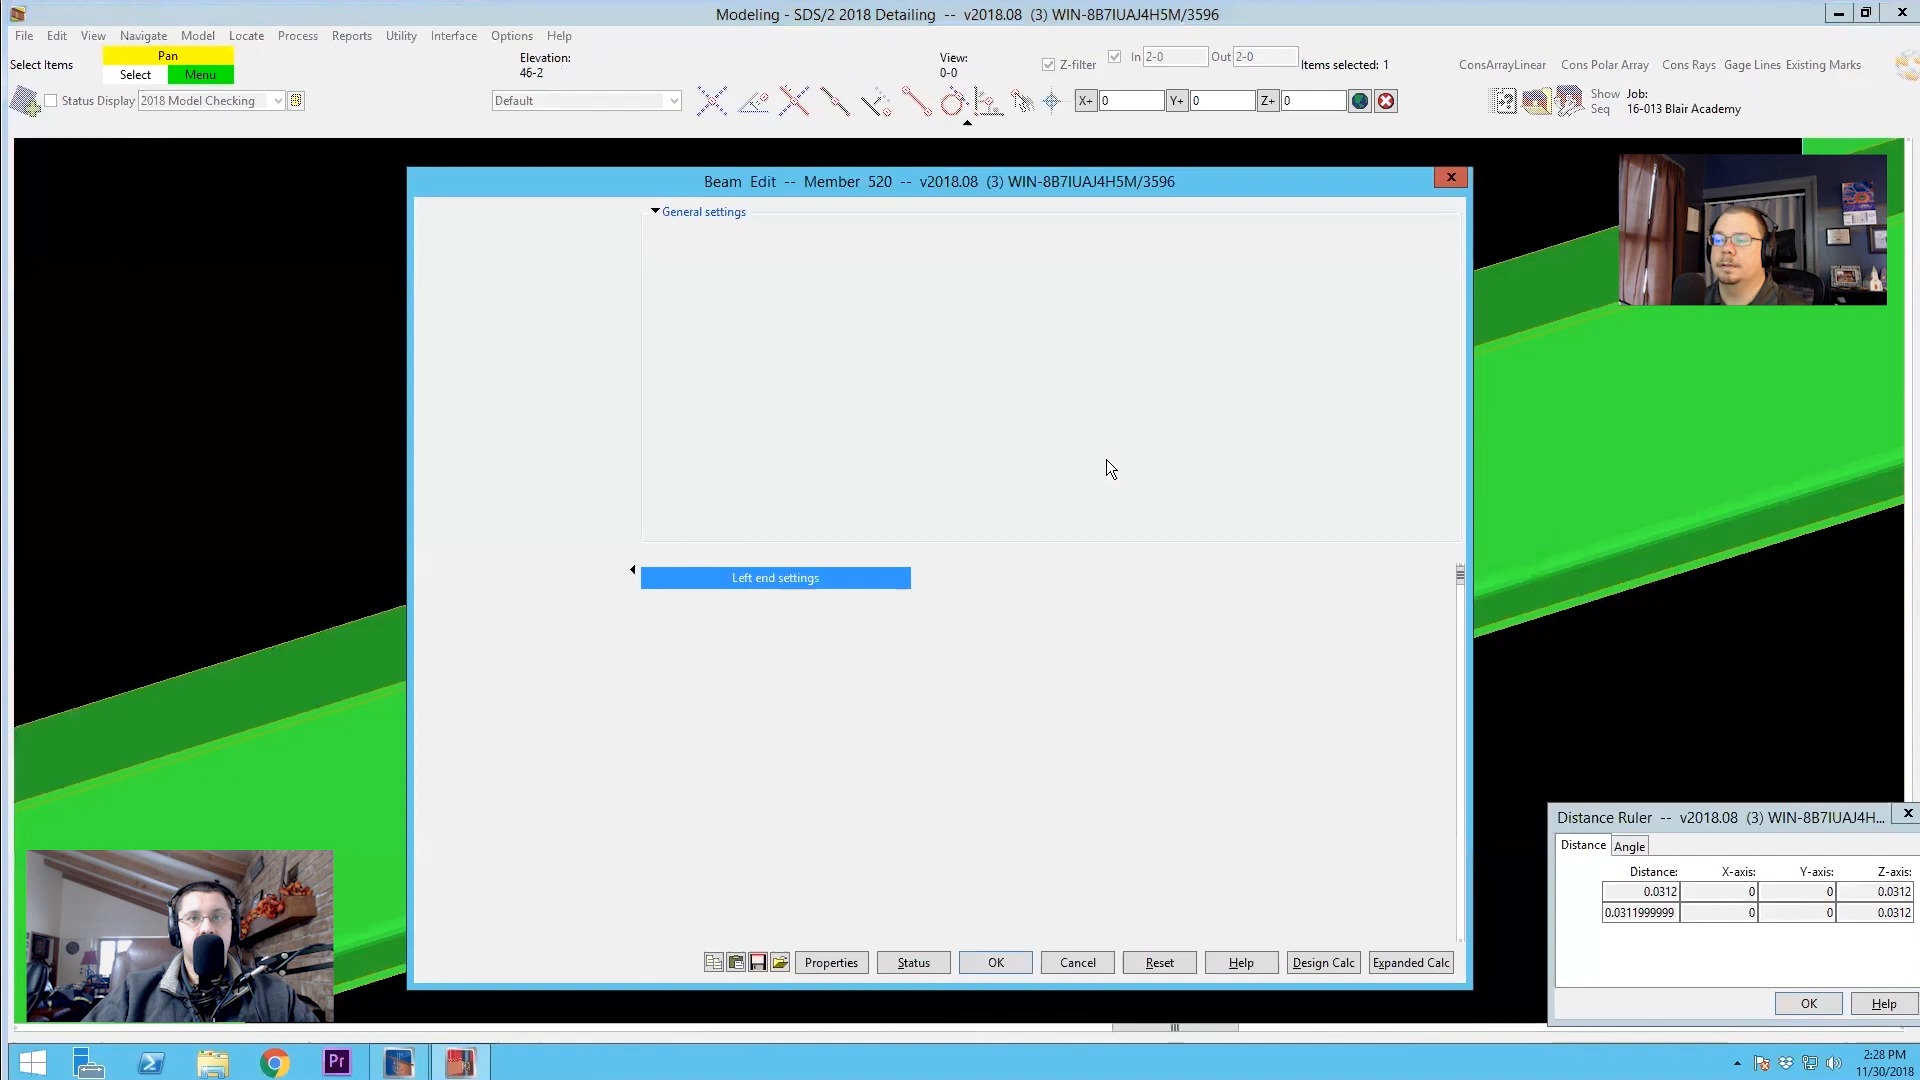 Modeling - SDS/2 2018 Detailing -- v2018.08 (3) WIN-8B7IUAJ4H5M/3596
File Edit View Navigate Model Locate Process Reports Utility Interface Options Help
Select Items
Pan
Select Menu
Elevation:
46-2
View:
0-0
Z-filter In 2-0 Out 2-0 Items selected: 1
ConsArrayLinear Cons Polar Array Cons Rays Gage Lines Existing Marks
Status Display 2018 Model Checking
Default
X+ 0 Y+ 0 Z+ 0
Show
Seq
Job:
16-013 Blair Academy
Beam Edit -- Member 520 -- v2018.08 (3) WIN-8B7IUAJ4H5M/3596
General settings
Left end settings
Properties Status OK Cancel Reset Help Design Calc Expanded Calc
Distance Ruler -- v2018.08 (3) WIN-8B7IUAJ4H...
Distance Angle
Distance: X-axis: Y-axis: Z-axis:
0.0312 0 0 0.0312
0.0311999999 0 0 0.0312
OK Help
Pr
2:28 PM
11/30/2018